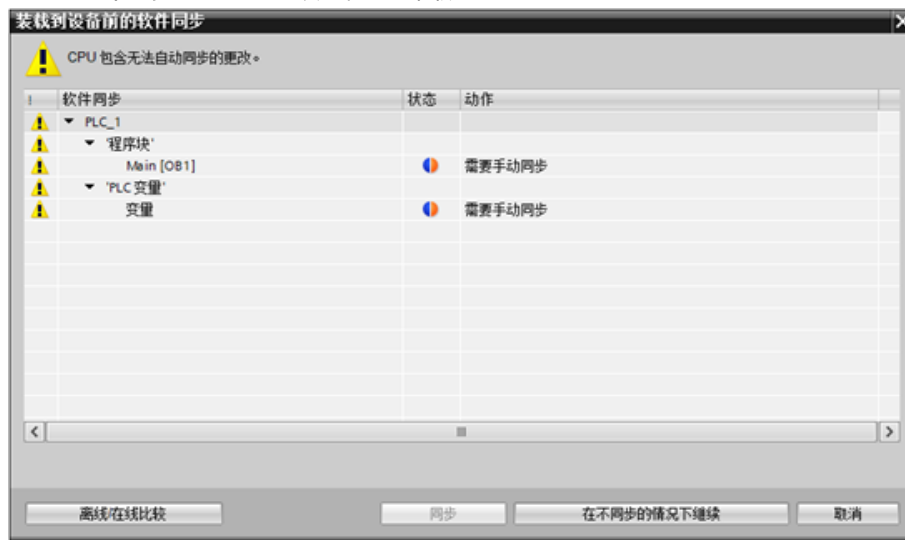 装载到设备前的软件同步
CPU 包含无法自动同步的更改。
! 软件同步 状态 动作
PLC_1
'程序块'
Main [OB1] 需要手动同步
'PLC 变量'
变量 需要手动同步
离线/在线比较 同步 在不同步的情况下继续 取消